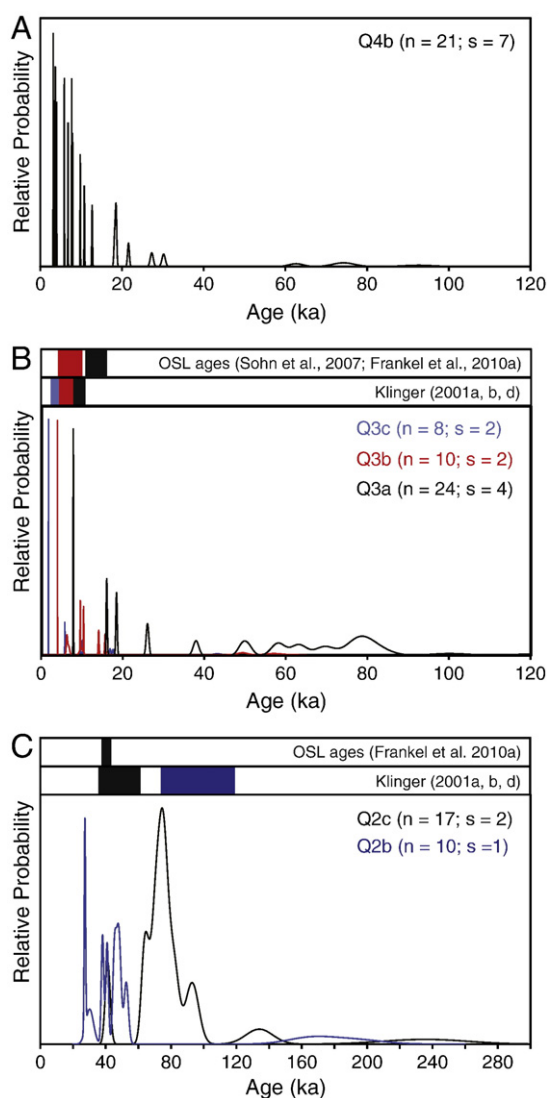 A
Q4b (n = 21; s = 7)
Relative Probability
0 20 40 60 80 100 120
Age (ka)
B
OSL ages (Sohn et al., 2007; Frankel et al., 2010a)
Klinger (2001a, b, d)
Q3c (n = 8; s = 2)
Q3b (n = 10; s = 2)
Q3a (n = 24; s = 4)
Relative Probability
0 20 40 60 80 100 120
Age (ka)
C
OSL ages (Frankel et al. 2010a)
Klinger (2001a, b, d)
Q2c (n = 17; s = 2)
Q2b (n = 10; s =1)
Relative Probability
0 40 80 120 160 200 240 280
Age (ka)